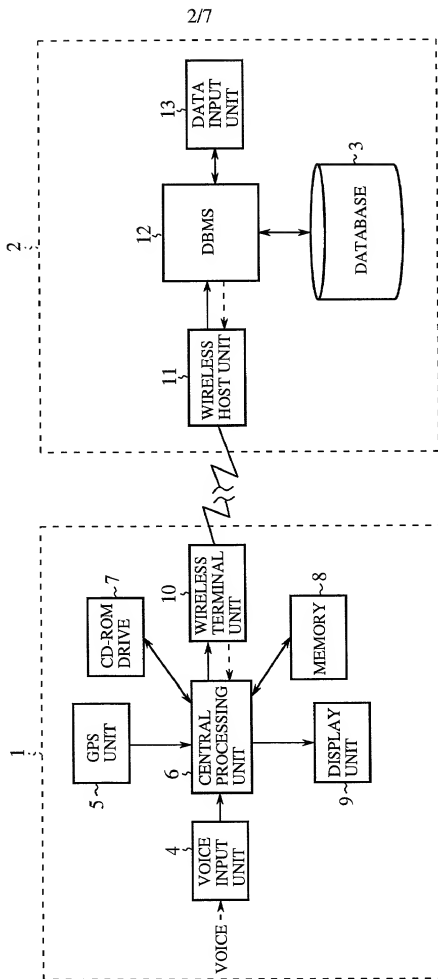 2/7
1
VOICE
4
VOICE INPUT
UNIT
5
GPS
UNIT
6
CENTRAL
PROCESSING
UNIT
7
CD-ROM
DRIVE
8
MEMORY
9
DISPLAY
UNIT
10
WIRELESS
TERMINAL
UNIT
2
11
WIRELESS
HOST UNIT
12
DBMS
13
DATA
INPUT
UNIT
3
DATABASE